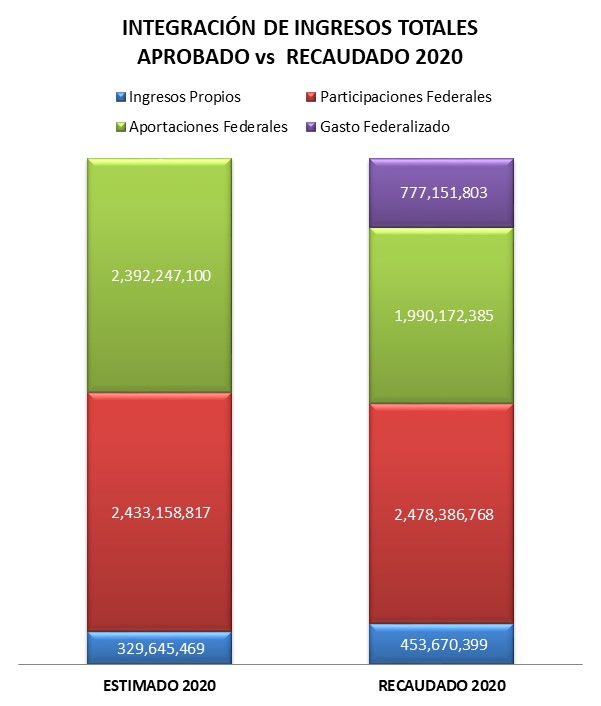 INTEGRACIÓN DE INGRESOS TOTALES
APROBADO vs RECAUDADO 2020
Ingresos Propios
Participaciones Federales
Aportaciones Federales
Gasto Federalizado
777,151,803
2,392,247,100
1,990,172,385
2,433,158,817
2,478,386,768
329,645,469
453,670,399
ESTIMADO 2020
RECAUDADO 2020